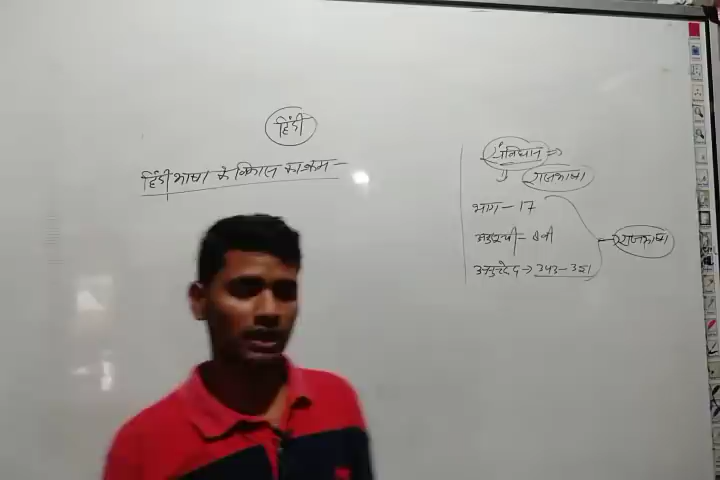 हिंदी
हिंदी भाषा के विकास का क्रम –
संविधान ⇒
राजभाषा
भाग – 17
अनुसूची – 8वी
राजभाषा
अनुच्छेद → 343 – 351